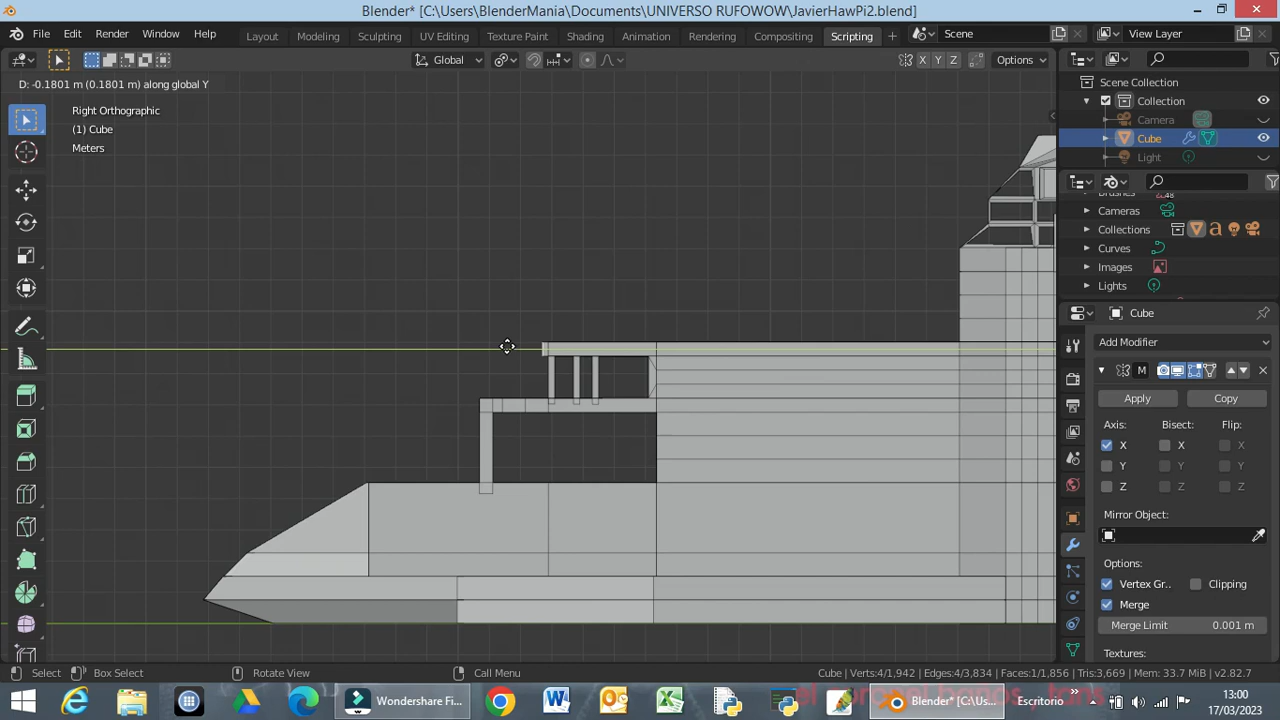 Blender* [C:\Users\BlenderMania\Documents\UNIVERSO RUFOWOW\JavierHawPi2.blend]
File Edit Render Window Help Layout Modeling Sculpting UV Editing Texture Paint Shading Animation Rendering Compositing Scripting + Scene View Layer
Global X Y Z Options
D: -0.1801 m (0.1801 m) along global Y
Right Orthographic
(1) Cube
Meters
Scene Collection
Collection
Camera
Cube
Light
Brushes 48
Cameras
Collections
Curves
Images
Lights
Cube
Add Modifier
M
Apply Copy
Axis: Bisect: Flip:
X X X
Y Y Y
Z Z Z
Mirror Object:
Options:
Vertex Gr.. Clipping
Merge
Merge Limit 0.001 m
Textures:
Select Box Select Rotate View Call Menu Cube | Verts:4/1,942 | Edges:4/3,834 | Faces:1/1,856 | Tris:3,669 | Mem: 33.7 MiB | v2.82.7
Wondershare Fi... Blender* [C:\Us... Escritorio
13:00
17/03/2023